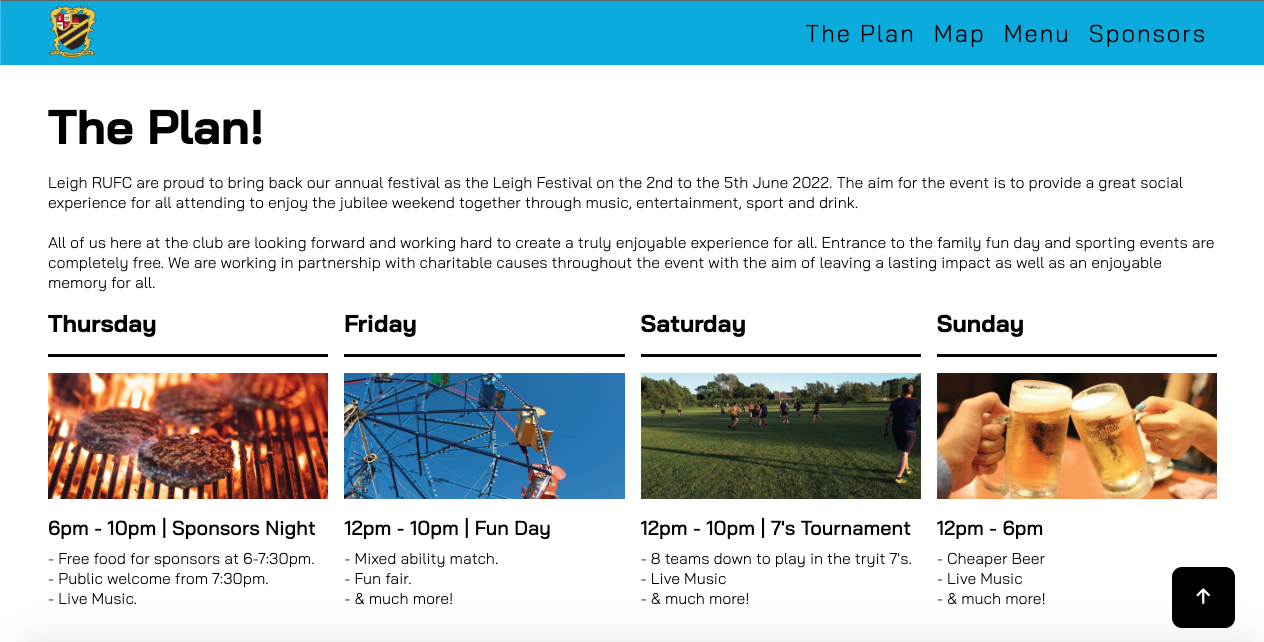 The Plan Map Menu Sponsors
The Plan!
Leigh RUFC are proud to bring back our annual festival as the Leigh Festival on the 2nd to the 5th June 2022. The aim for the event is to provide a great social
experience for all attending to enjoy the jubilee weekend together through music, entertainment, sport and drink.
All of us here at the club are looking forward and working hard to create a truly enjoyable experience for all. Entrance to the family fun day and sporting events are
completely free. We are working in partnership with charitable causes throughout the event with the aim of leaving a lasting impact as well as an enjoyable
memory for all.
Thursday
6pm - 10pm | Sponsors Night
- Free food for sponsors at 6-7:30pm.
- Public welcome from 7:30pm.
- Live Music.
Friday
12pm - 10pm | Fun Day
- Mixed ability match.
- Fun fair.
- & much more!
Saturday
12pm - 10pm | 7's Tournament
- 8 teams down to play in the tryit 7's.
- Live Music
- & much more!
Sunday
12pm - 6pm
- Cheaper Beer
- Live Music
- & much more!